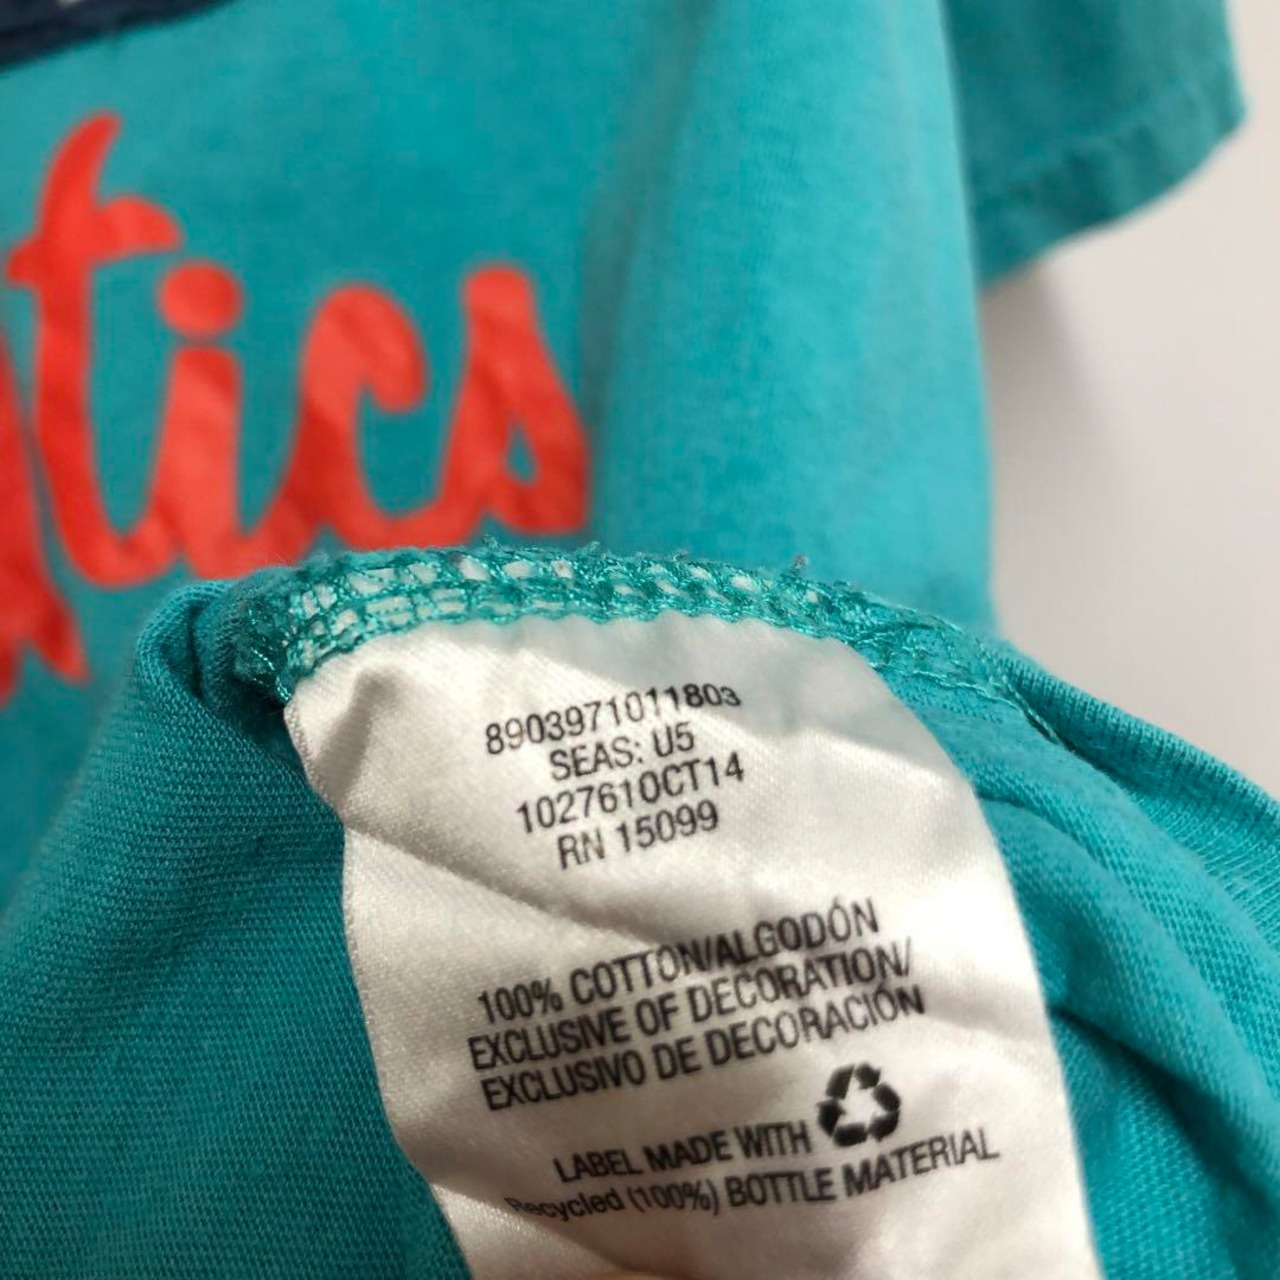 tics
8903971011803
SEAS: U5
102761OCT14
RN 15099
100% COTTON/ALGODÓN
EXCLUSIVE OF DECORATION/
EXCLUSIVO DE DECORACIÓN
LABEL MADE WITH
Recycled (100%) BOTTLE MATERIAL